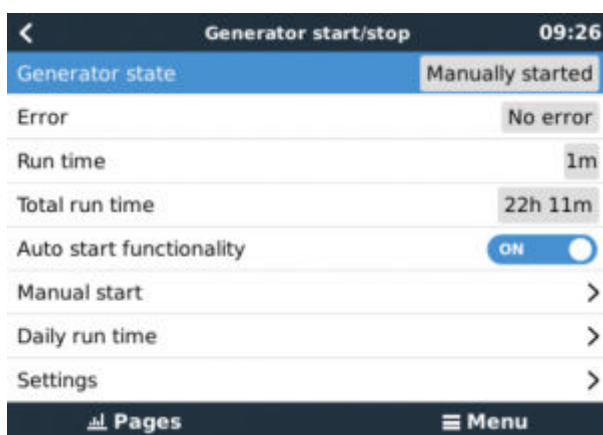 Generator start/stop 09:26
Generator state Manually started
Error No error
Run time 1m
Total run time 22h 11m
Auto start functionality ON
Manual start
Daily run time
Settings
Pages Menu